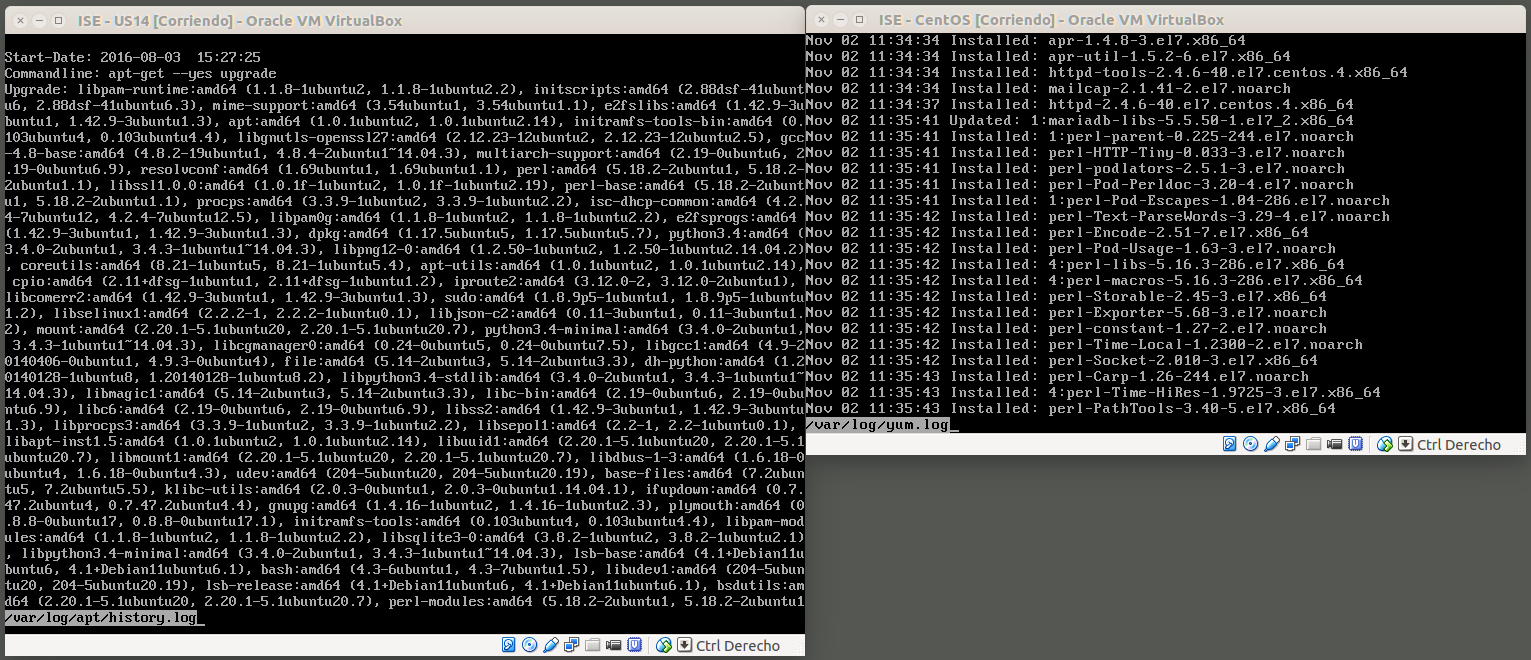 ISE - US14 [Corriendo] - Oracle VM VirtualBox
Start-Date: 2016-08-03  15:27:25
Commandline: apt-get --yes upgrade
Upgrade: libpam-runtime:amd64 (1.1.8-1ubuntu2, 1.1.8-1ubuntu2.2), initscripts:amd64 (2.88dsf-41ubunt
u6, 2.88dsf-41ubuntu6.3), mime-support:amd64 (3.54ubuntu1, 3.54ubuntu1.1), e2fslibs:amd64 (1.42.9-3u
buntu1, 1.42.9-3ubuntu1.3), apt:amd64 (1.0.1ubuntu2, 1.0.1ubuntu2.14), initramfs-tools-bin:amd64 (0.
103ubuntu4, 0.103ubuntu4.4), libgnutls-openssl27:amd64 (2.12.23-12ubuntu2, 2.12.23-12ubuntu2.5), gcc
-4.8-base:amd64 (4.8.2-19ubuntu1, 4.8.4-2ubuntu1~14.04.3), multiarch-support:amd64 (2.19-0ubuntu6, 2
.19-0ubuntu6.9), resolvconf:amd64 (1.69ubuntu1, 1.69ubuntu1.1), perl:amd64 (5.18.2-2ubuntu1, 5.18.2-
2ubuntu1.1), libssl1.0.0:amd64 (1.0.1f-1ubuntu2, 1.0.1f-1ubuntu2.19), perl-base:amd64 (5.18.2-2ubunt
u1, 5.18.2-2ubuntu1.1), procps:amd64 (3.3.9-1ubuntu2, 3.3.9-1ubuntu2.2), isc-dhcp-common:amd64 (4.2.
4-7ubuntu12, 4.2.4-7ubuntu12.5), libpam0g:amd64 (1.1.8-1ubuntu2, 1.1.8-1ubuntu2.2), e2fsprogs:amd64
(1.42.9-3ubuntu1, 1.42.9-3ubuntu1.3), dpkg:amd64 (1.17.5ubuntu5, 1.17.5ubuntu5.7), python3.4:amd64 (
3.4.0-2ubuntu1, 3.4.3-1ubuntu1~14.04.3), libpng12-0:amd64 (1.2.50-1ubuntu2, 1.2.50-1ubuntu2.14.04.2)
, coreutils:amd64 (8.21-1ubuntu5, 8.21-1ubuntu5.4), apt-utils:amd64 (1.0.1ubuntu2, 1.0.1ubuntu2.14),
 cpio:amd64 (2.11+dfsg-1ubuntu1, 2.11+dfsg-1ubuntu1.2), iproute2:amd64 (3.12.0-2, 3.12.0-2ubuntu1),
libcomerr2:amd64 (1.42.9-3ubuntu1, 1.42.9-3ubuntu1.3), sudo:amd64 (1.8.9p5-1ubuntu1, 1.8.9p5-1ubuntu
1.2), libselinux1:amd64 (2.2.2-1, 2.2.2-1ubuntu0.1), libjson-c2:amd64 (0.11-3ubuntu1, 0.11-3ubuntu1.
2), mount:amd64 (2.20.1-5.1ubuntu20, 2.20.1-5.1ubuntu20.7), python3.4-minimal:amd64 (3.4.0-2ubuntu1,
 3.4.3-1ubuntu1~14.04.3), libcgmanager0:amd64 (0.24-0ubuntu5, 0.24-0ubuntu7.5), libgcc1:amd64 (4.9-2
0140406-0ubuntu1, 4.9.3-0ubuntu4), file:amd64 (5.14-2ubuntu3, 5.14-2ubuntu3.3), dh-python:amd64 (1.2
0140128-1ubuntu8, 1.20140128-1ubuntu8.2), libpython3.4-stdlib:amd64 (3.4.0-2ubuntu1, 3.4.3-1ubuntu1~
14.04.3), libmagic1:amd64 (5.14-2ubuntu3, 5.14-2ubuntu3.3), libc-bin:amd64 (2.19-0ubuntu6, 2.19-0ubu
ntu6.9), libc6:amd64 (2.19-0ubuntu6, 2.19-0ubuntu6.9), libss2:amd64 (1.42.9-3ubuntu1, 1.42.9-3ubuntu
1.3), libprocps3:amd64 (3.3.9-1ubuntu2, 3.3.9-1ubuntu2.2), libsepol1:amd64 (2.2-1, 2.2-1ubuntu0.1),
libapt-inst1.5:amd64 (1.0.1ubuntu2, 1.0.1ubuntu2.14), libuuid1:amd64 (2.20.1-5.1ubuntu20, 2.20.1-5.1
ubuntu20.7), libmount1:amd64 (2.20.1-5.1ubuntu20, 2.20.1-5.1ubuntu20.7), libdbus-1-3:amd64 (1.6.18-0
ubuntu4, 1.6.18-0ubuntu4.3), udev:amd64 (204-5ubuntu20, 204-5ubuntu20.19), base-files:amd64 (7.2ubun
tu5, 7.2ubuntu5.5), klibc-utils:amd64 (2.0.3-0ubuntu1, 2.0.3-0ubuntu1.14.04.1), ifupdown:amd64 (0.7.
47.2ubuntu4, 0.7.47.2ubuntu4.4), gnupg:amd64 (1.4.16-1ubuntu2, 1.4.16-1ubuntu2.3), plymouth:amd64 (0
.8.8-0ubuntu17, 0.8.8-0ubuntu17.1), initramfs-tools:amd64 (0.103ubuntu4, 0.103ubuntu4.4), libpam-mod
ules:amd64 (1.1.8-1ubuntu2, 1.1.8-1ubuntu2.2), libsqlite3-0:amd64 (3.8.2-1ubuntu2, 3.8.2-1ubuntu2.1)
, libpython3.4-minimal:amd64 (3.4.0-2ubuntu1, 3.4.3-1ubuntu1~14.04.3), lsb-base:amd64 (4.1+Debian11u
buntu6, 4.1+Debian11ubuntu6.1), bash:amd64 (4.3-6ubuntu1, 4.3-7ubuntu1.5), libudev1:amd64 (204-5ubun
tu20, 204-5ubuntu20.19), lsb-release:amd64 (4.1+Debian11ubuntu6, 4.1+Debian11ubuntu6.1), bsdutils:am
d64 (2.20.1-5.1ubuntu20, 2.20.1-5.1ubuntu20.7), perl-modules:amd64 (5.18.2-2ubuntu1, 5.18.2-2ubuntu1
/var/log/apt/history.log_
Ctrl Derecho
ISE - CentOS [Corriendo] - Oracle VM VirtualBox
Nov 02 11:34:34 Installed: apr-1.4.8-3.el7.x86_64
Nov 02 11:34:34 Installed: apr-util-1.5.2-6.el7.x86_64
Nov 02 11:34:34 Installed: httpd-tools-2.4.6-40.el7.centos.4.x86_64
Nov 02 11:34:34 Installed: mailcap-2.1.41-2.el7.noarch
Nov 02 11:34:37 Installed: httpd-2.4.6-40.el7.centos.4.x86_64
Nov 02 11:35:41 Updated: 1:mariadb-libs-5.5.50-1.el7_2.x86_64
Nov 02 11:35:41 Installed: 1:perl-parent-0.225-244.el7.noarch
Nov 02 11:35:41 Installed: perl-HTTP-Tiny-0.033-3.el7.noarch
Nov 02 11:35:41 Installed: perl-podlators-2.5.1-3.el7.noarch
Nov 02 11:35:41 Installed: perl-Pod-Perldoc-3.20-4.el7.noarch
Nov 02 11:35:41 Installed: 1:perl-Pod-Escapes-1.04-286.el7.noarch
Nov 02 11:35:42 Installed: perl-Text-ParseWords-3.29-4.el7.noarch
Nov 02 11:35:42 Installed: perl-Encode-2.51-7.el7.x86_64
Nov 02 11:35:42 Installed: perl-Pod-Usage-1.63-3.el7.noarch
Nov 02 11:35:42 Installed: 4:perl-libs-5.16.3-286.el7.x86_64
Nov 02 11:35:42 Installed: 4:perl-macros-5.16.3-286.el7.x86_64
Nov 02 11:35:42 Installed: perl-Storable-2.45-3.el7.x86_64
Nov 02 11:35:42 Installed: perl-Exporter-5.68-3.el7.noarch
Nov 02 11:35:42 Installed: perl-constant-1.27-2.el7.noarch
Nov 02 11:35:42 Installed: perl-Time-Local-1.2300-2.el7.noarch
Nov 02 11:35:42 Installed: perl-Socket-2.010-3.el7.x86_64
Nov 02 11:35:43 Installed: perl-Carp-1.26-244.el7.noarch
Nov 02 11:35:43 Installed: 4:perl-Time-HiRes-1.9725-3.el7.x86_64
Nov 02 11:35:43 Installed: perl-PathTools-3.40-5.el7.x86_64
/var/log/yum.log_
Ctrl Derecho